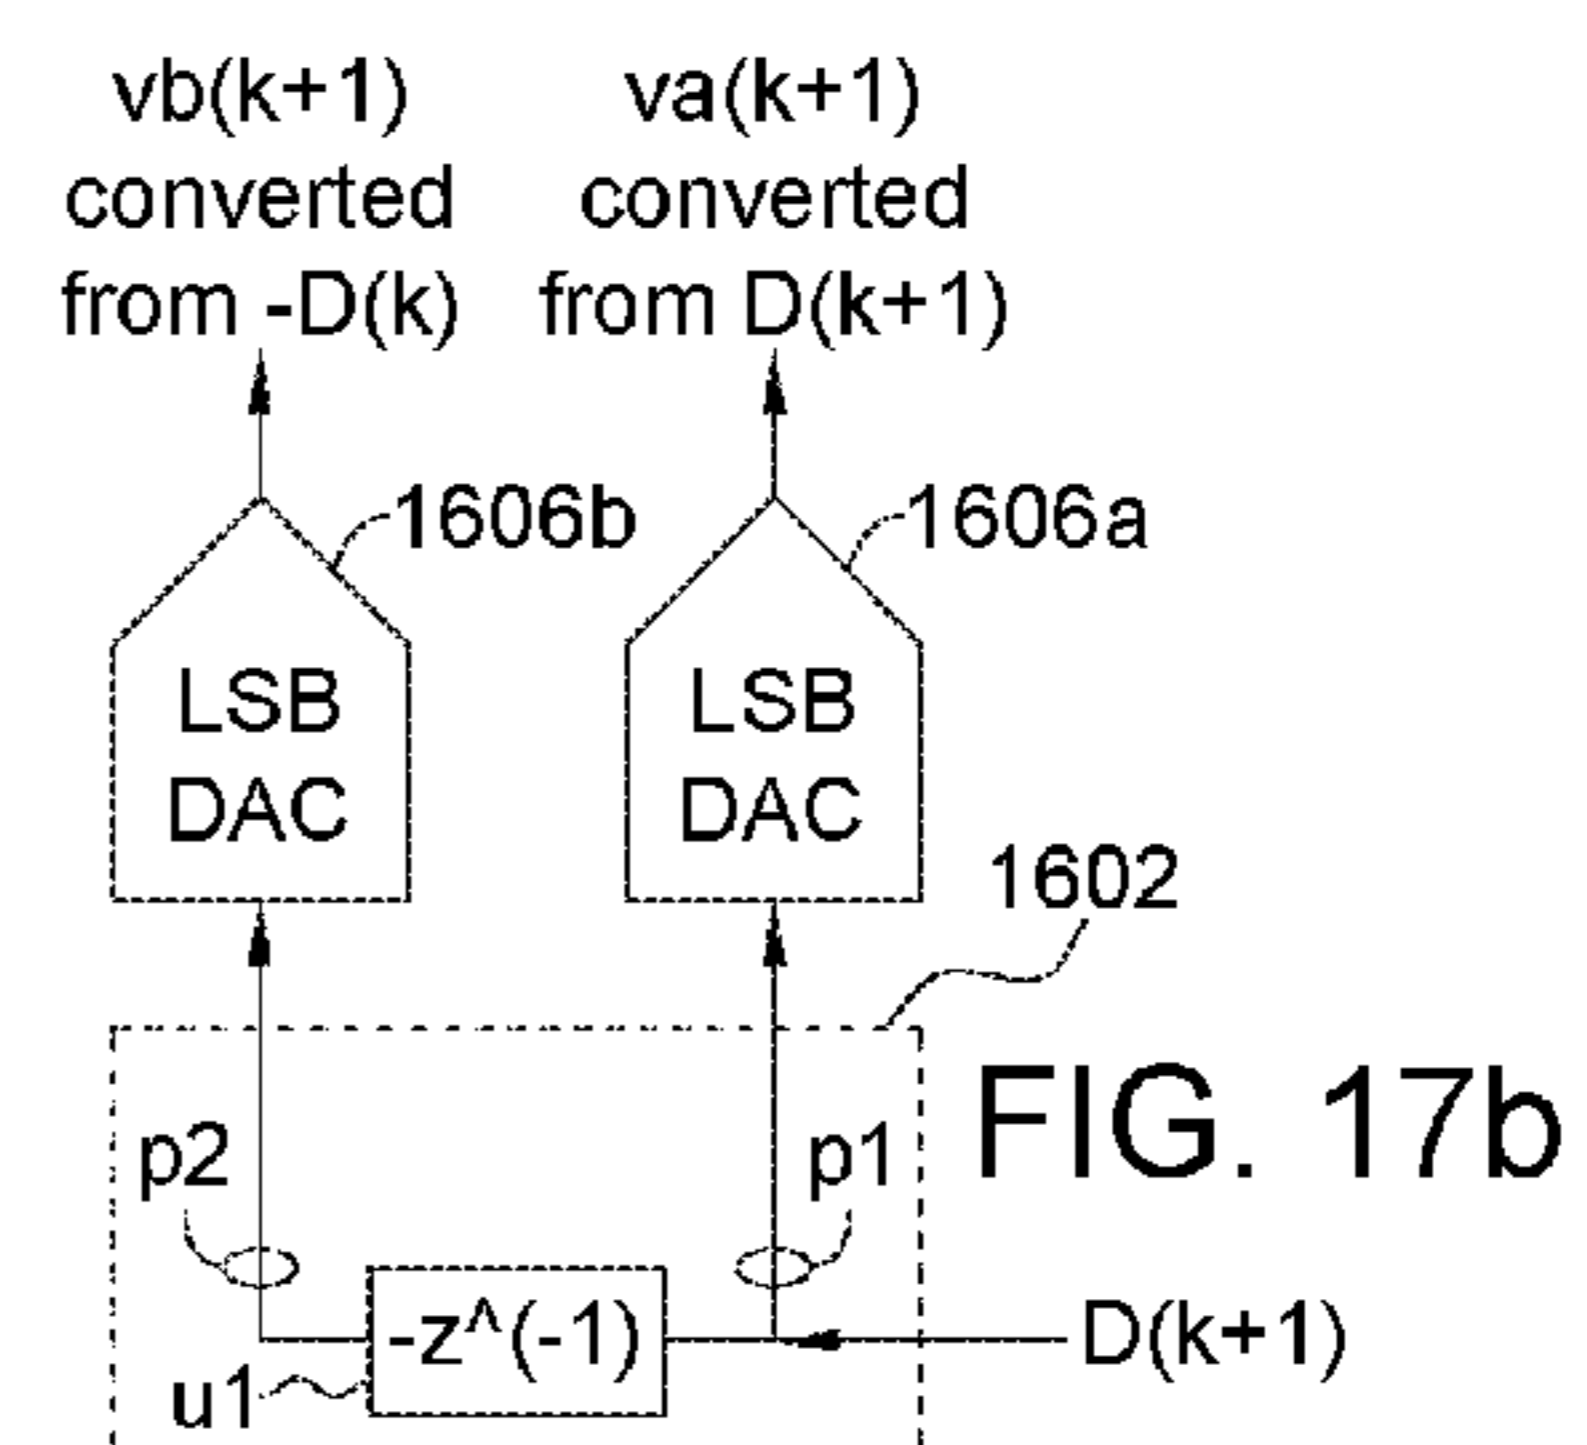 vb(k+1)
converted
from -D(k)
va(k+1)
converted
from D(k+1)
1606b
1606a
LSB
DAC
LSB
DAC
1602
FIG. 17b
p2
p1
-z^(-1)
D(k+1)
u1